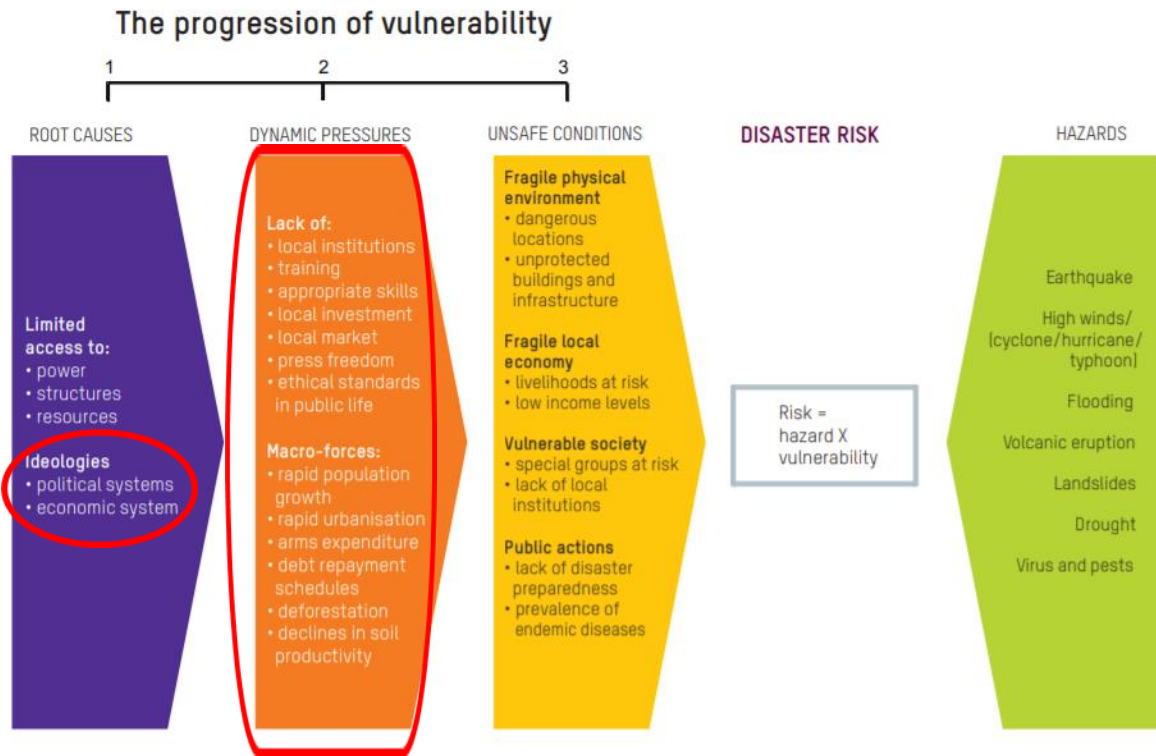 The progression of vulnerability
1
2
3
ROOT CAUSES
DYNAMIC PRESSURES
UNSAFE CONDITIONS
DISASTER RISK
HAZARDS
Limited
access to:
• power
• structures
• resources
Ideologies
• political systems
• economic system
Lack of:
• local institutions
• training
• appropriate skills
• local investment
• local market
• press freedom
• ethical standards
in public life
Macro-forces:
• rapid population
growth
• rapid urbanisation
• arms expenditure
• debt repayment
schedules
• deforestation
• declines in soil
productivity
Fragile physical
environment
• dangerous
locations
• unprotected
buildings and
infrastructure
Fragile local
economy
• livelihoods at risk
• low income levels
Vulnerable society
• special groups at risk
• lack of local
institutions
Public actions
• lack of disaster
preparedness
• prevalence of
endemic diseases
Risk =
hazard X
vulnerability
Earthquake
High winds/
(cyclone/hurricane/
typhoon)
Flooding
Volcanic eruption
Landslides
Drought
Virus and pests